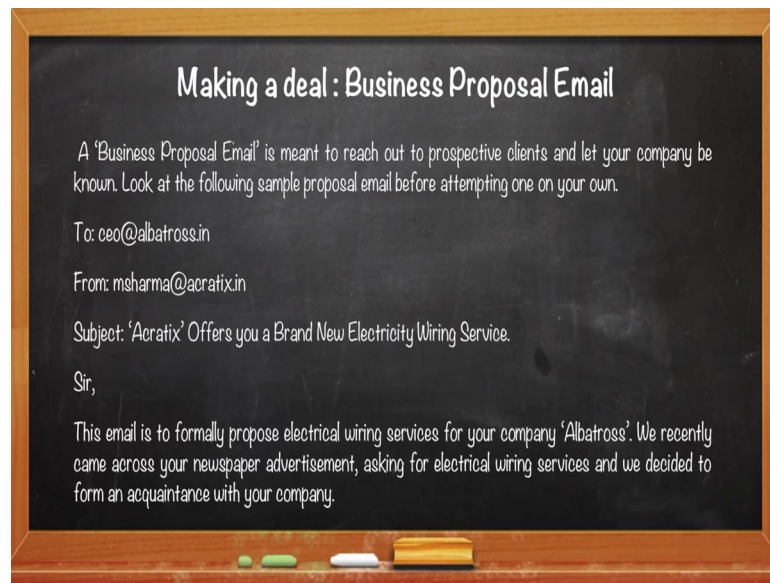 Making a deal : Business Proposal Email
A ‘Business Proposal Email’ is meant to reach out to prospective clients and let your company be
known. Look at the following sample proposal email before attempting one on your own.
To: ceo@albatross.in
From: msharma@acratix.in
Subject: ‘Acratix’ Offers you a Brand New Electricity Wiring Service.
Sir,
This email is to formally propose electrical wiring services for your company ‘Albatross’. We recently
came across your newspaper advertisement, asking for electrical wiring services and we decided to
form an acquaintance with your company.